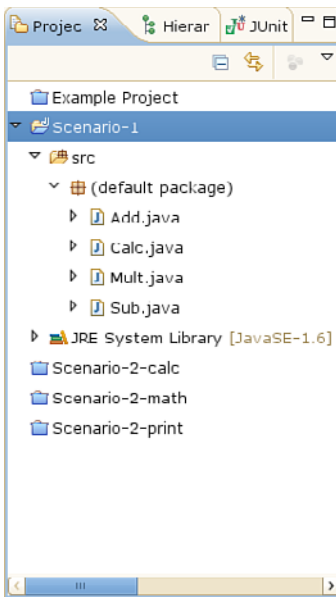 Projec Hierar JUnit
Example Project
Scenario-1
src
(default package)
Add.java
Calc.java
Mult.java
Sub.java
JRE System Library [JavaSE-1.6]
Scenario-2-calc
Scenario-2-math
Scenario-2-print